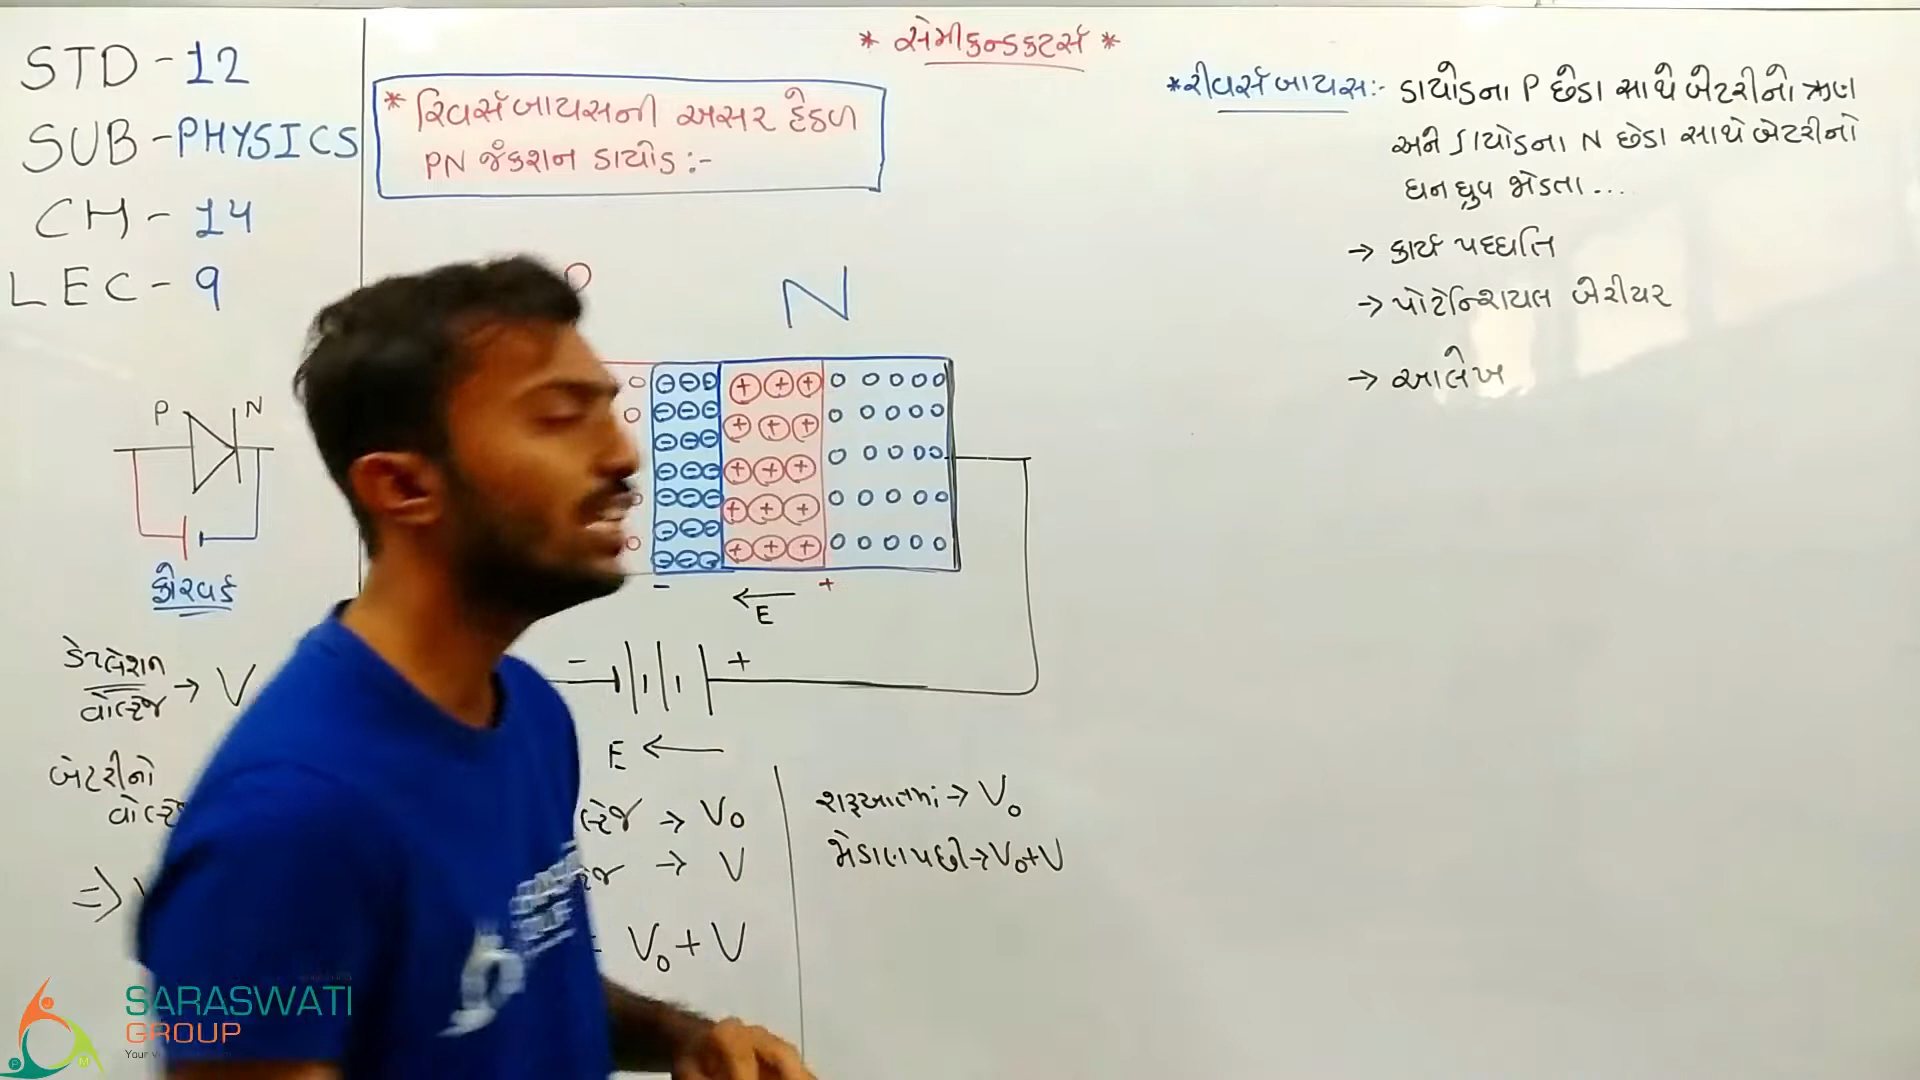 STD - 12
SUB - PHYSICS
CH - 14
LEC - 9
* સેમીકન્ડકટર્સ *
* રિવર્સ બાયસની અસર હેઠળ
PN જંકશન ડાયોડ :-
P N
N
P N
ફોરવર્ડ
- +
← E
- +
E ←
ડેપ્લેશન
વોલ્ટેજ → V
બેટરીનો
→ V₀
→ V
V₀ + V
શરૂઆતમાં → V₀
જોડાણ પછી → V₀+V
* રીવર્સ બાયસ :- ડાયોડના P છેડા સાથે બેટરીનો ઋણ
અને ડાયોડના N છેડા સાથે બેટરીનો
ધન ધ્રુવ જોડતા ...
→ કાર્ય પધ્ધતિ
→ પોટેન્શિયલ બેરીયર
→ આલેખ
SARASWATI
GROUP